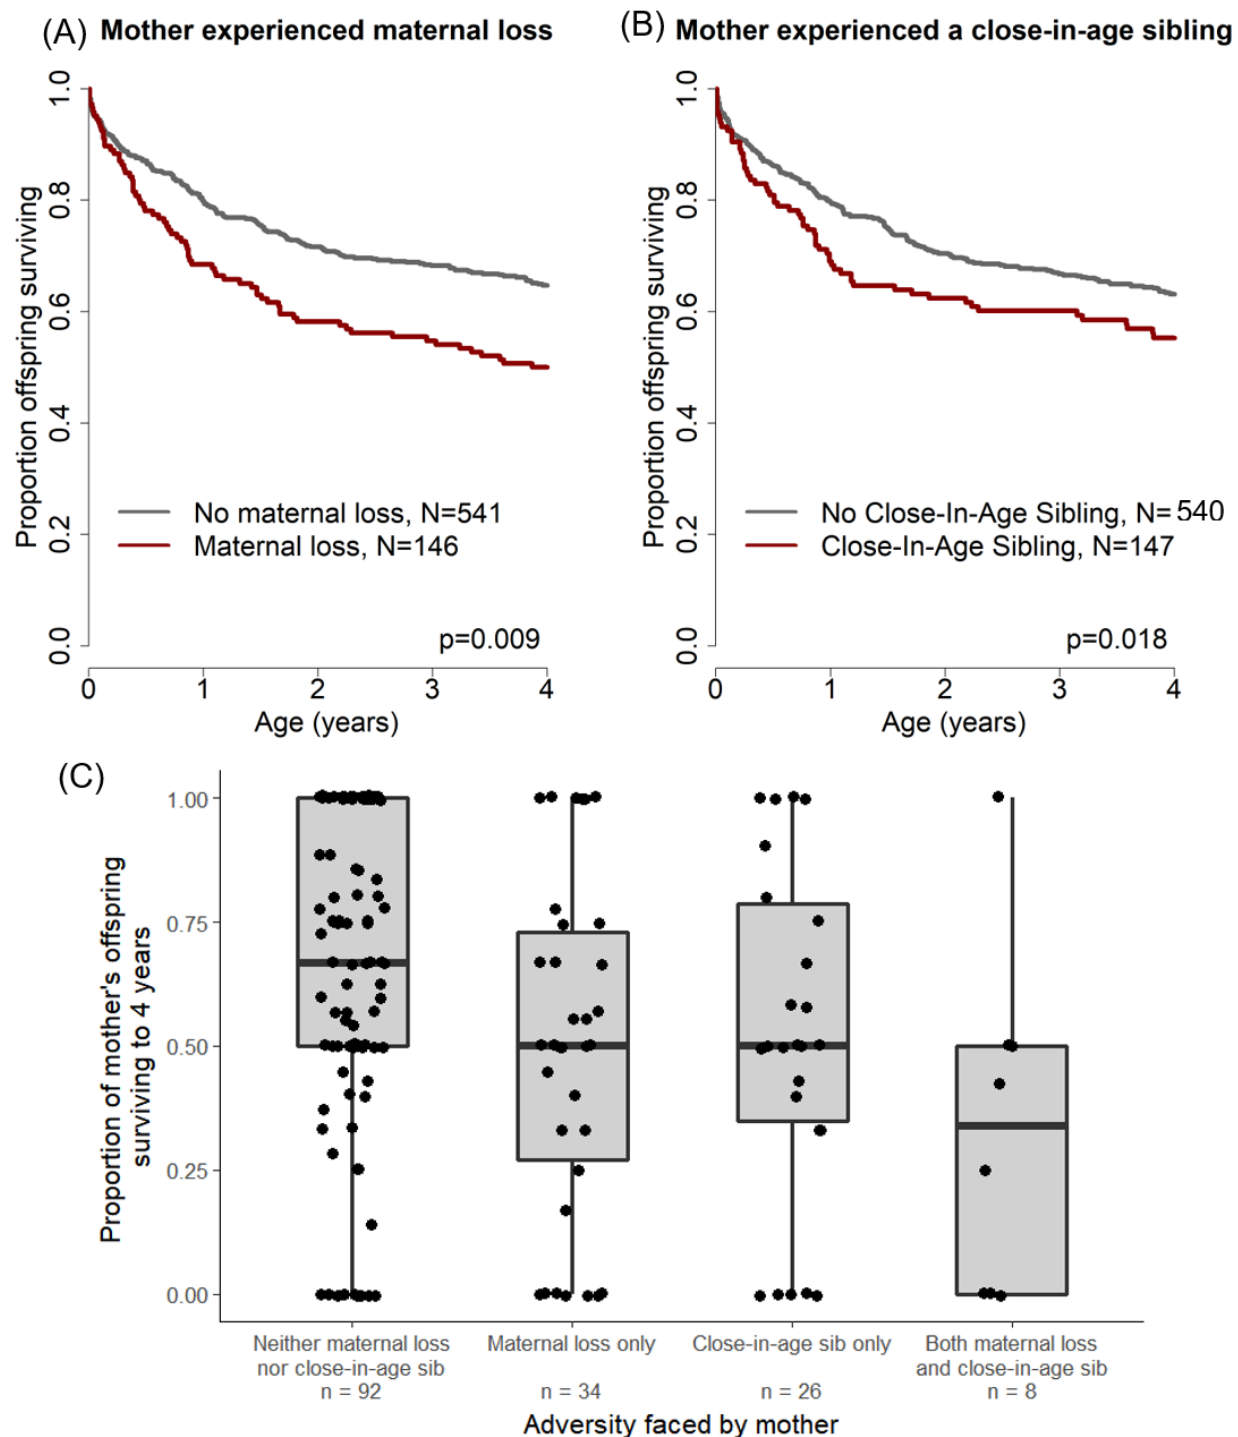 (A) Mother experienced maternal loss
Proportion offspring surviving
1.0
0.8
0.6
0.4
0.2
0.0
No maternal loss, N=541
Maternal loss, N=146
p=0.009
0 1 2 3 4
Age (years)
(B) Mother experienced a close-in-age sibling
Proportion offspring surviving
1.0
0.8
0.6
0.4
0.2
0.0
No Close-In-Age Sibling, N=540
Close-In-Age Sibling, N=147
p=0.018
0 1 2 3 4
Age (years)
(C)
Proportion of mother's offspring
surviving to 4 years
1.00
0.75
0.50
0.25
0.00
Neither maternal loss
nor close-in-age sib
n = 92
Maternal loss only
n = 34
Close-in-age sib only
n = 26
Both maternal loss
and close-in-age sib
n = 8
Adversity faced by mother